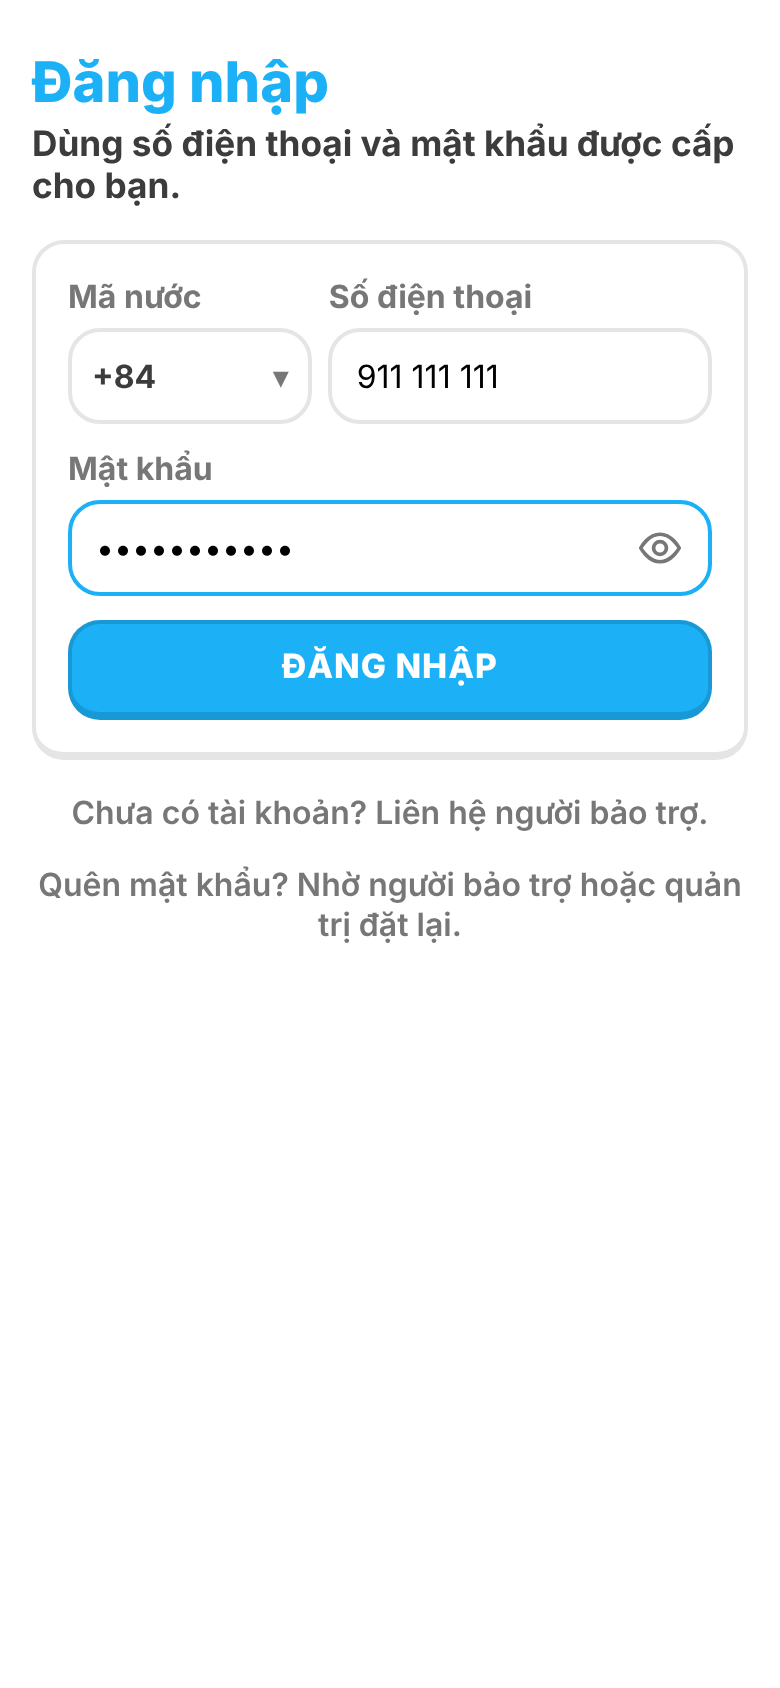 Đăng nhập
Dùng số điện thoại và mật khẩu được cấp
cho bạn.
Mã nước
Số điện thoại
+84 ▼
911 111 111
Mật khẩu
•••••••••••
ĐĂNG NHẬP
Chưa có tài khoản? Liên hệ người bảo trợ.
Quên mật khẩu? Nhờ người bảo trợ hoặc quản
trị đặt lại.